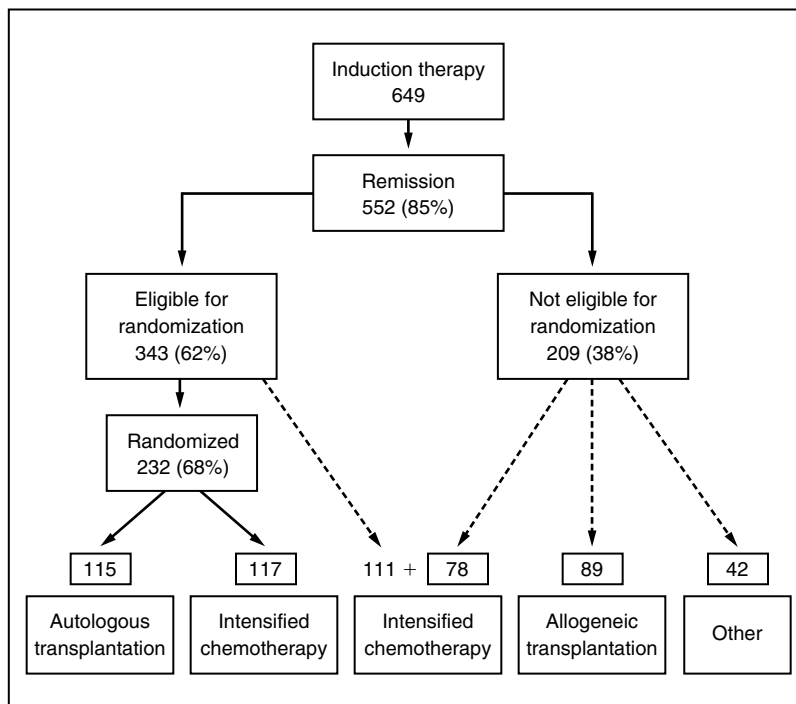 Induction therapy
649
Remission
552 (85%)
Eligible for
randomization
343 (62%)
Not eligible for
randomization
209 (38%)
Randomized
232 (68%)
115
117
111 + 78
89
42
Autologous
transplantation
Intensified
chemotherapy
Intensified
chemotherapy
Allogeneic
transplantation
Other